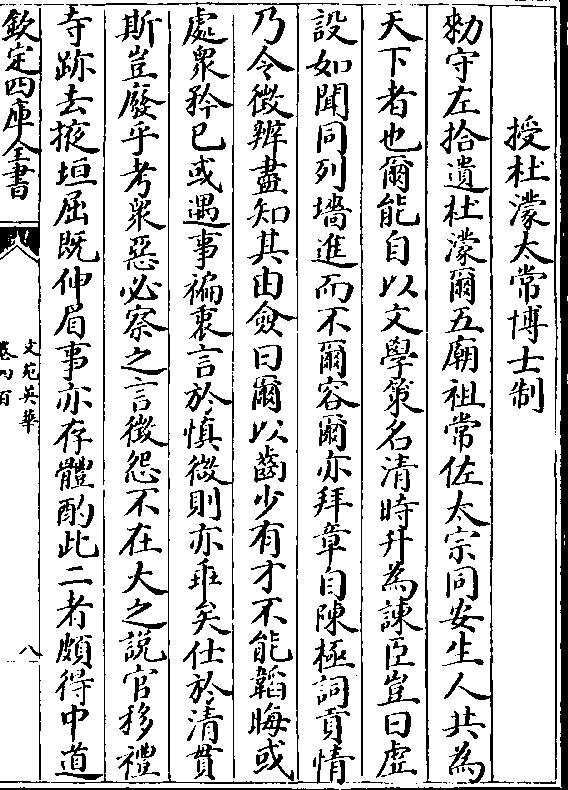 授杜濛太常博士制
勅守左拾遺杜濛爾五廟祖常佐太宗同安生人共為
天下者也爾能自以文學策名清時升為諫臣豈曰虚
設如聞同列墻進而不爾容爾亦拜章自陳極詞貢情
乃令徴辨盡知其由僉曰爾以齒少有才不能韜晦或
處衆矜已或遇事褊衷言於慎微則亦乖矣仕於清貫
斯豈廢乎考衆惡必察之言徴怨不在大之説官移禮
寺跡去掖垣屈既伸眉事亦存體酌此二者頗得中道
欽定四庫全書
文苑英華
卷四百
八